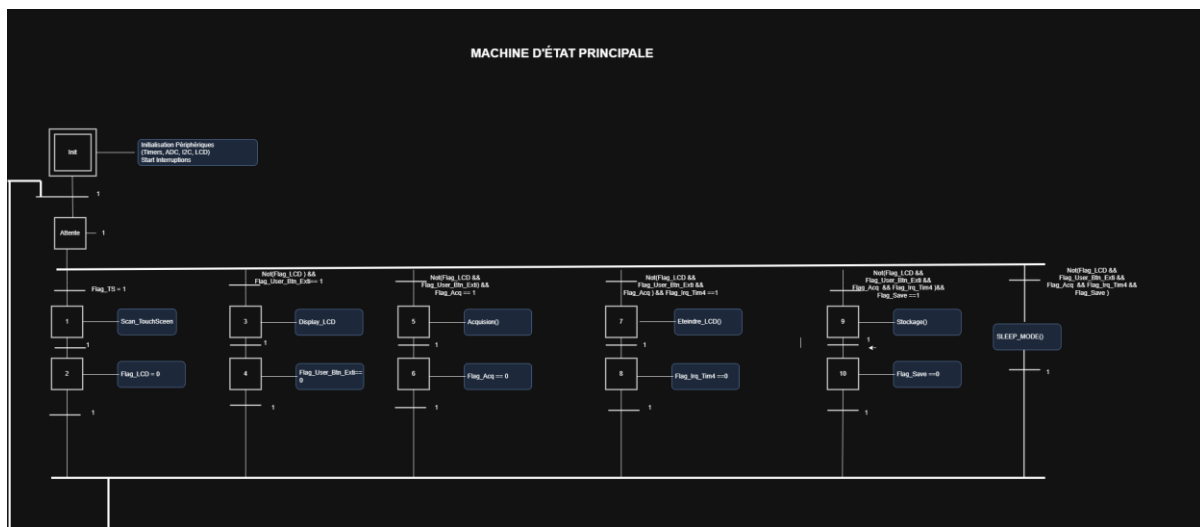 MACHINE D'ÉTAT PRINCIPALE
Init
Initialisation Périphériques
(Timers, ADC, I2C, LCD)
Start Interruptions
1
Attente
1
Flag_TS = 1
Not(Flag_LCD ) &&
Flag_User_Btn_Exti== 1
Not(Flag_LCD &&
Flag_User_Btn_Exti) &&
Flag_Acq == 1
Not(Flag_LCD &&
Flag_User_Btn_Exti &&
Flag_Acq ) && Flag_Irq_Tim4 ==1
Not(Flag_LCD &&
Flag_User_Btn_Exti &&
Flag_Acq && Flag_Irq_Tim4 )&&
Flag_Save ==1
Not(Flag_LCD &&
Flag_User_Btn_Exti &&
Flag_Acq && Flag_Irq_Tim4 &&
Flag_Save )
1
Scan_TouchSceen
3
Display_LCD
5
Acquision()
7
Eteindre_LCD()
9
Stockage()
SLEEP_MODE()
1
1
1
1
1
2
Flag_LCD = 0
4
Flag_User_Btn_Exti==
0
6
Flag_Acq == 0
8
Flag_Irq_Tim4 ==0
10
Flag_Save ==0
1
1
1
1
1
1